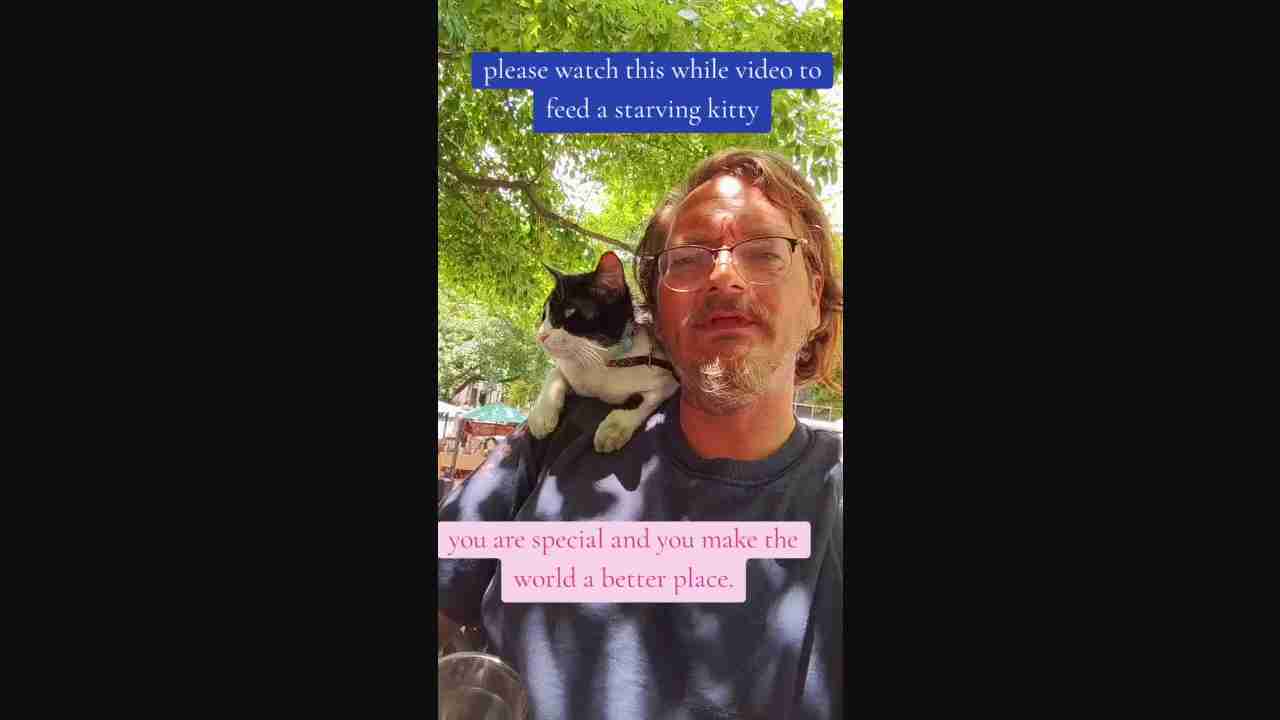 please watch this while video to
feed a starving kitty
you are special and you make the
world a better place.